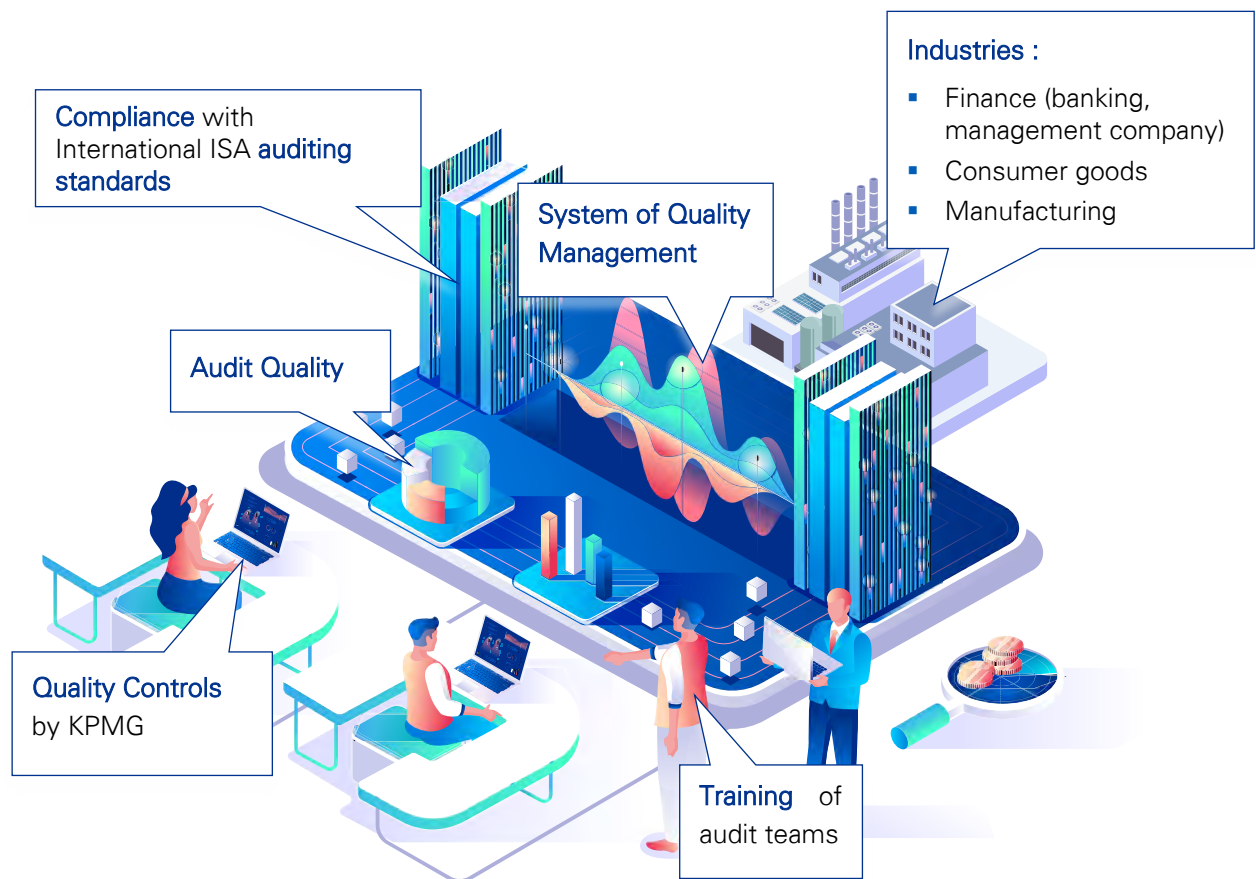 Industries :
▪ Finance (banking,
management company)
▪ Consumer goods
▪ Manufacturing
Compliance with
International ISA auditing
standards
System of Quality
Management
Audit Quality
Quality Controls
by KPMG
Training of
audit teams